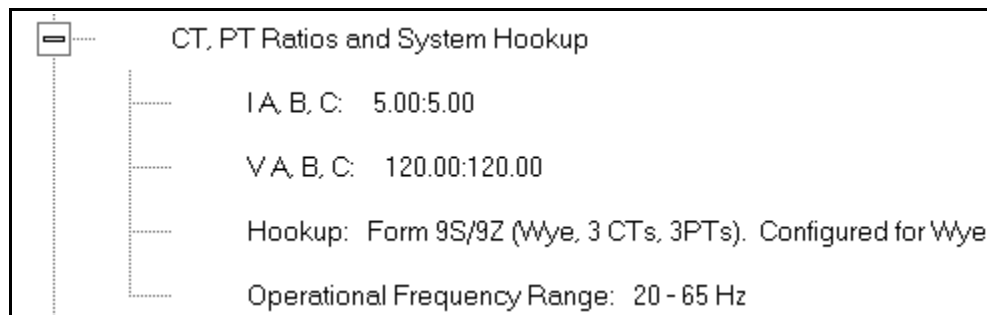 CT, PT Ratios and System Hookup
I A, B, C: 5.00:5.00
V A, B, C: 120.00:120.00
Hookup: Form 9S/9Z (Wye, 3 CTs, 3PTs). Configured for Wye
Operational Frequency Range: 20 - 65 Hz